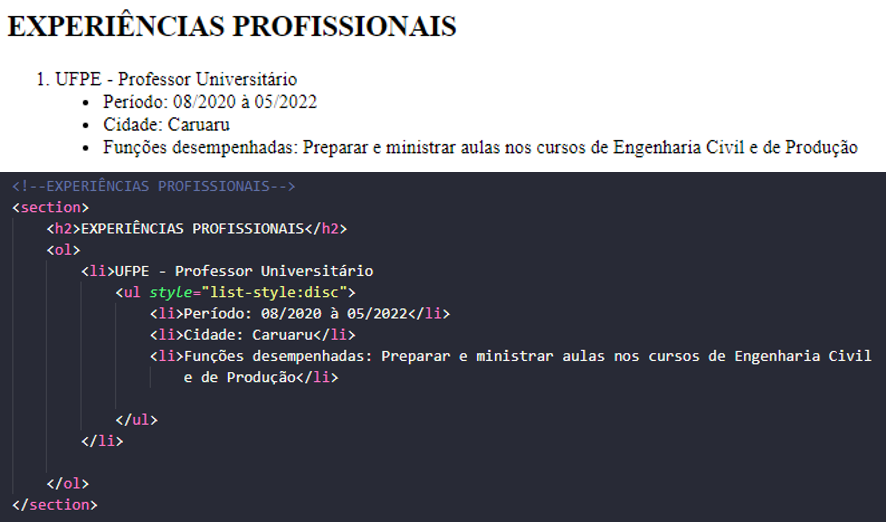 EXPERIÊNCIAS PROFISSIONAIS
1. UFPE - Professor Universitário
• Período: 08/2020 à 05/2022
• Cidade: Caruaru
• Funções desempenhadas: Preparar e ministrar aulas nos cursos de Engenharia Civil e de Produção
<!--EXPERIÊNCIAS PROFISSIONAIS-->
<section>
<h2>EXPERIÊNCIAS PROFISSIONAIS</h2>
<ol>
<li>UFPE - Professor Universitário
<ul style="list-style:disc">
<li>Período: 08/2020 à 05/2022</li>
<li>Cidade: Caruaru</li>
<li>Funções desempenhadas: Preparar e ministrar aulas nos cursos de Engenharia Civil
e de Produção</li>
</ul>
</li>
</ol>
</section>